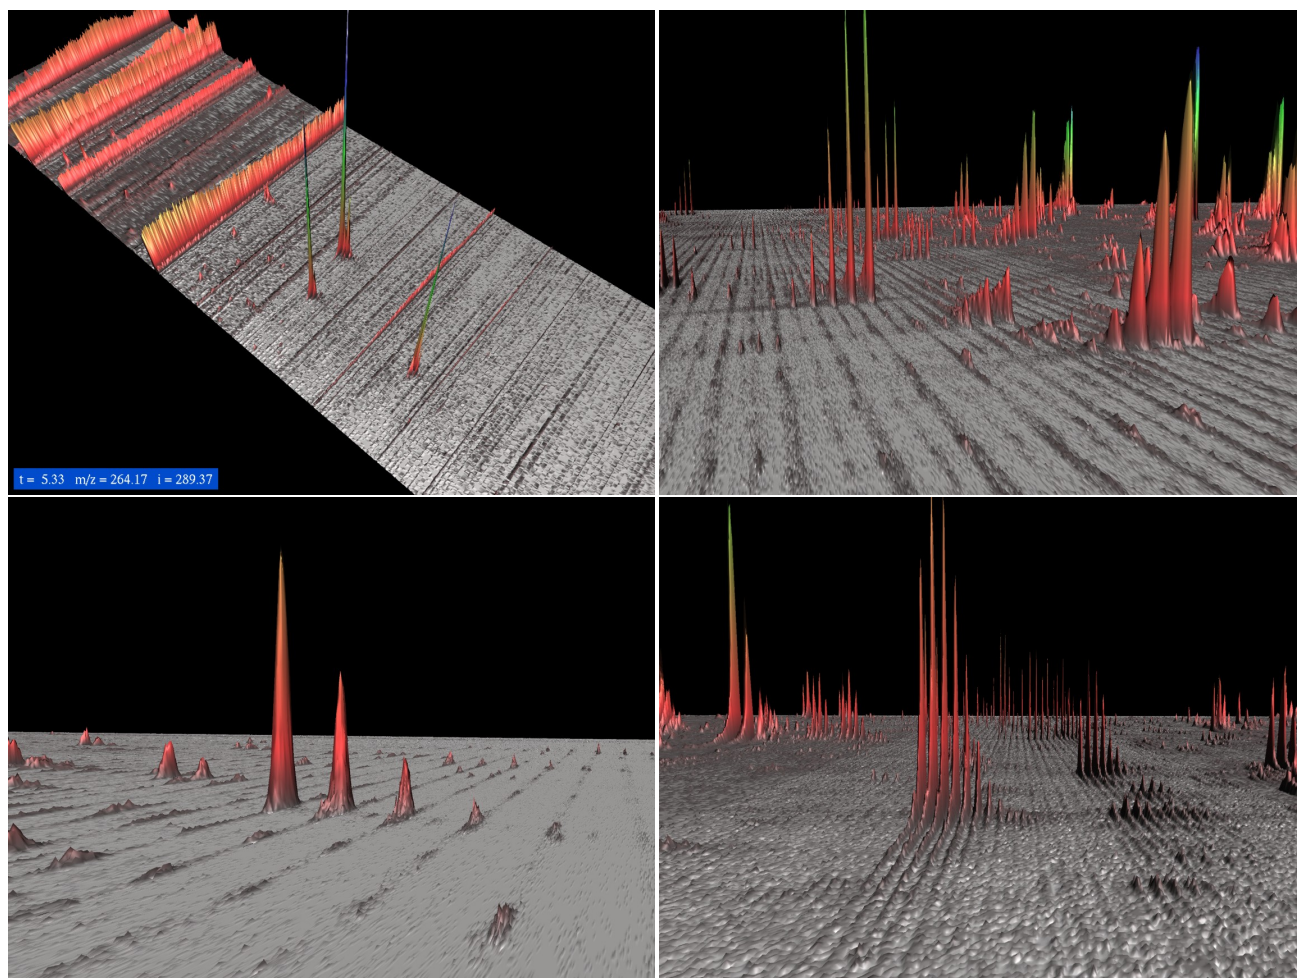 t = 5.33 m/z = 264.17 i = 289.37